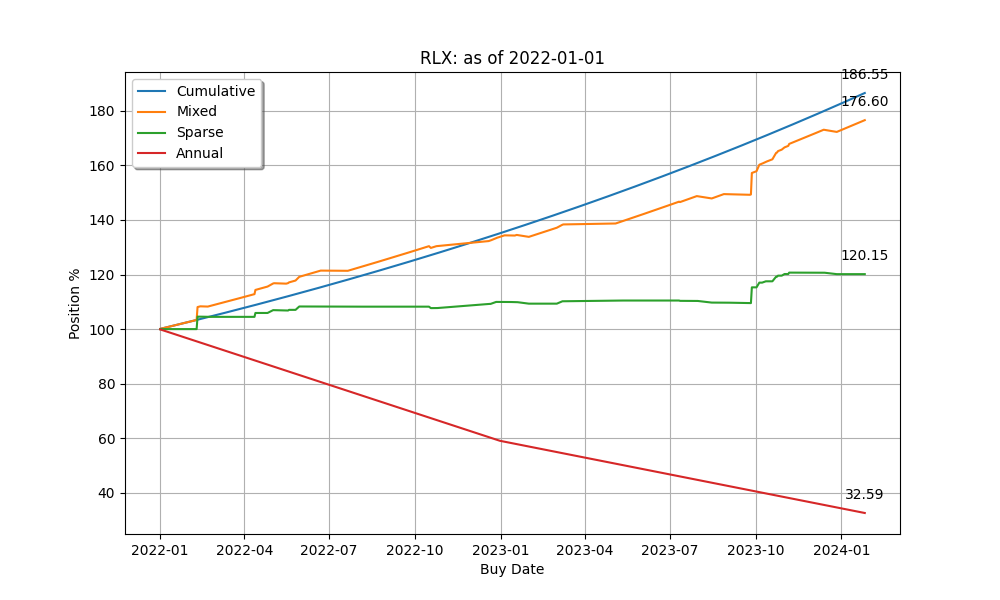 RLX: as of 2022-01-01
186.55
Cumulative
176.60
Mixed
Sparse
Annual
180
160
140
120
100
80
60
40
120.15
32.59
Position %
2022-01 2022-04 2022-07 2022-10 2023-01 2023-04 2023-07 2023-10 2024-01
Buy Date